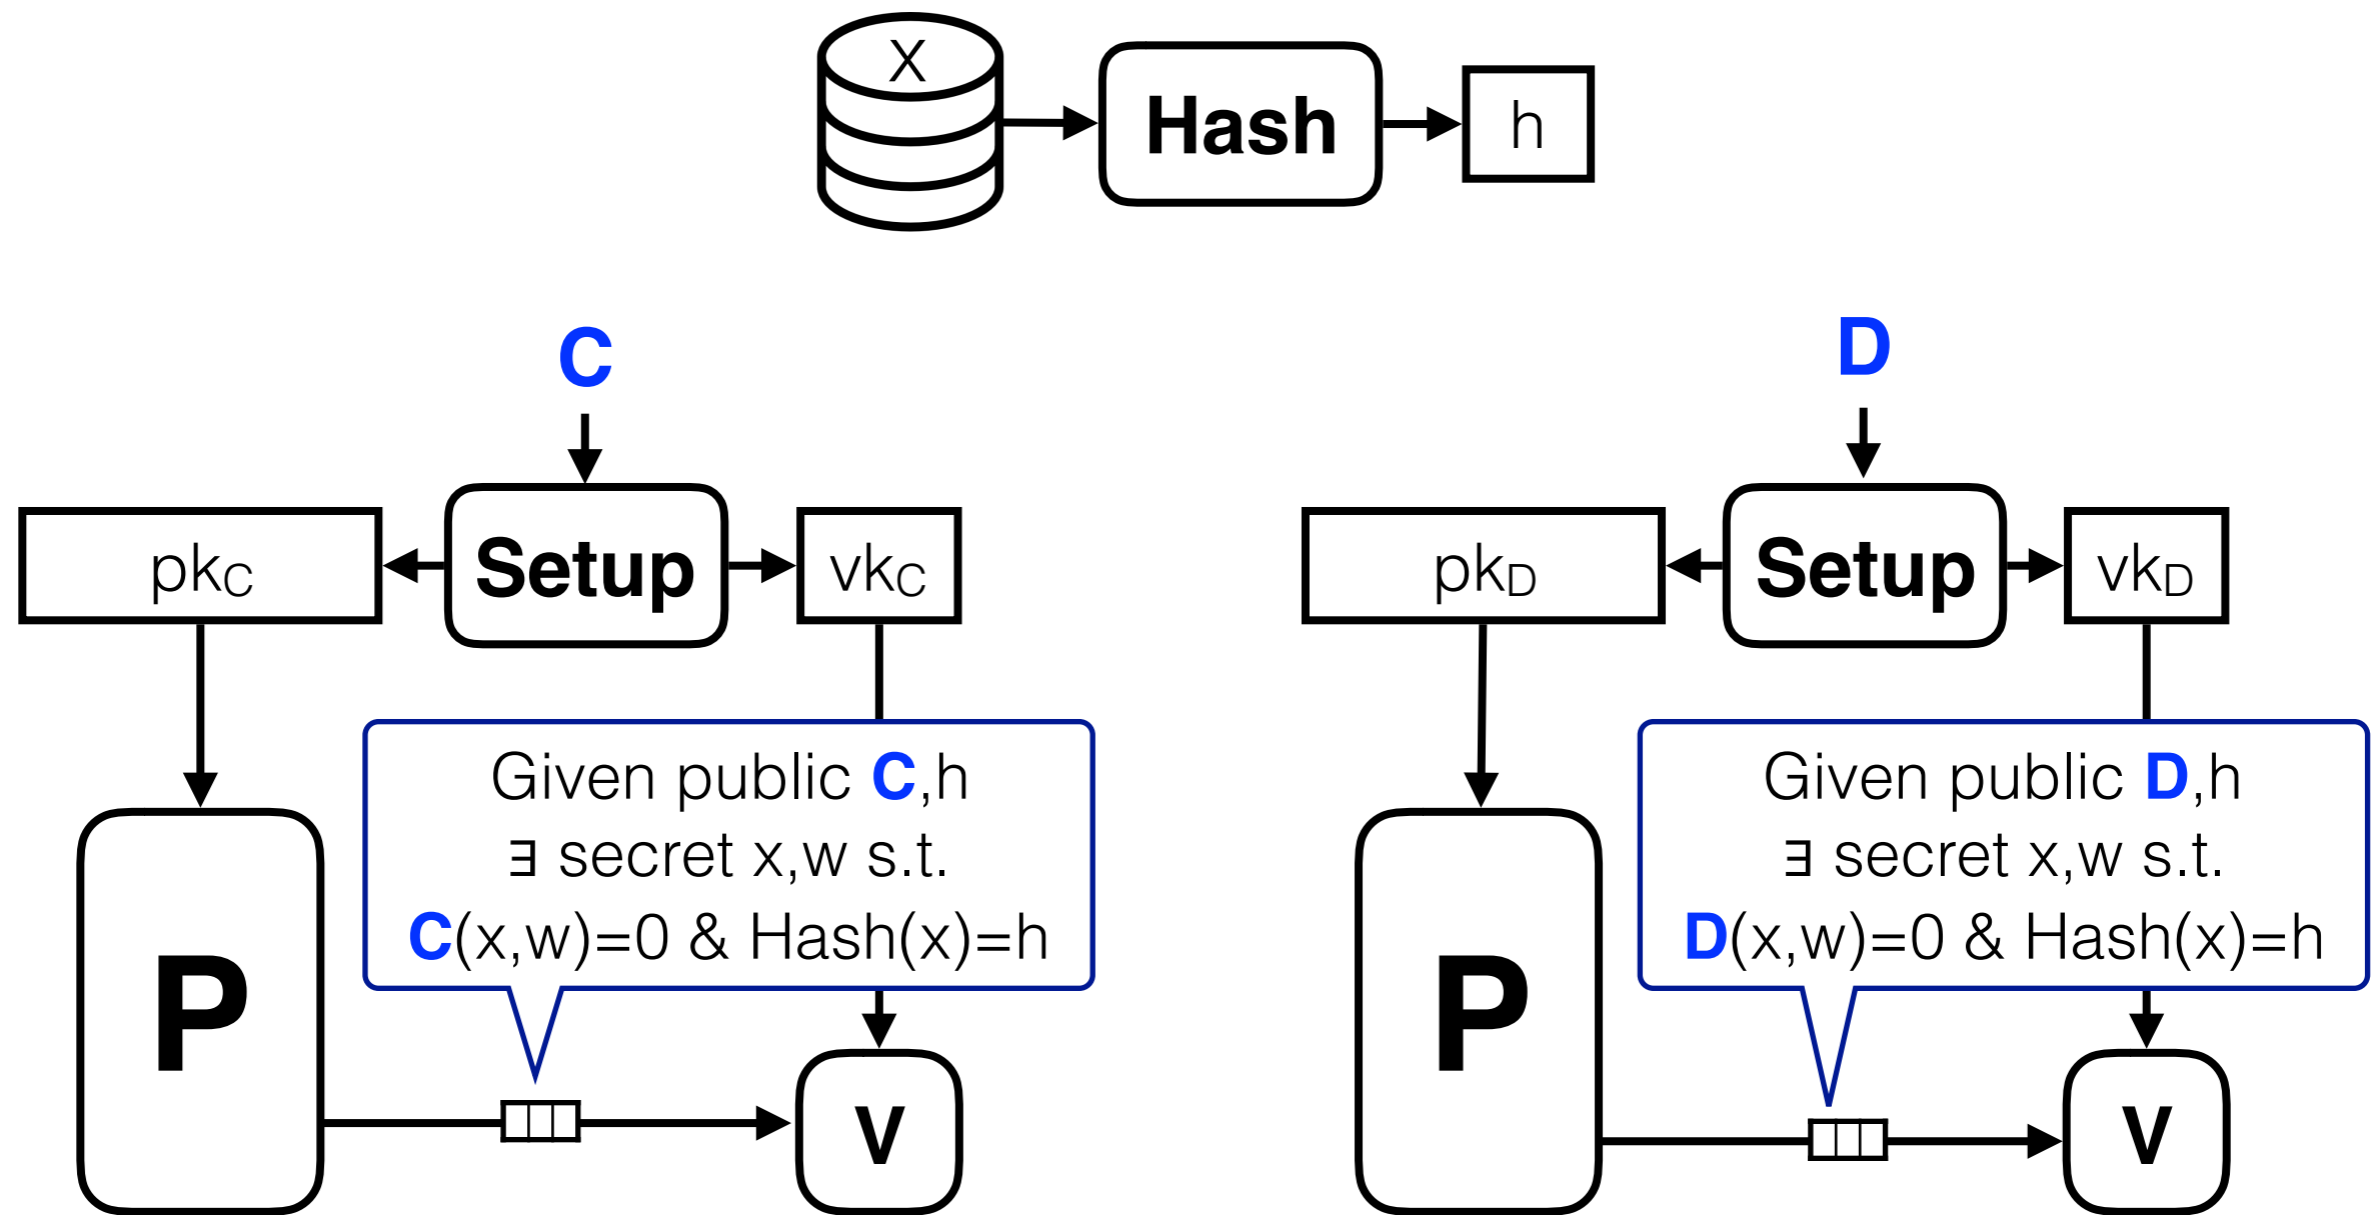 X
Hash
h
C
D
pkC
Setup
vkC
pkD
Setup
vkD
Given public C,h
∃ secret x,w s.t.
C(x,w)=0 & Hash(x)=h
Given public D,h
∃ secret x,w s.t.
D(x,w)=0 & Hash(x)=h
P
V
P
V